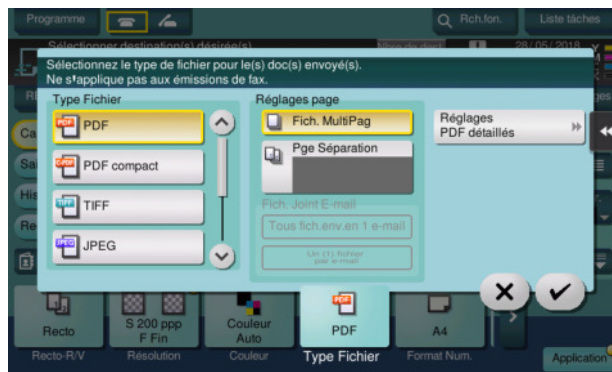 Programme
Rch.fon.
Liste tâches
Sélectionner destination(s) désirée(s)
Nbre de dest.
28/05/2018
Sélectionnez le type de fichier pour le(s) doc(s) envoyé(s).
Ne s'applique pas aux émissions de fax.
Type Fichier
Réglages page
PDF
Fich. MultiPag
Réglages
PDF détaillés
PDF compact
Pge Séparation
TIFF
Fich. Joint E-mail
Tous fich.env.en 1 e-mail
JPEG
Un (1) fichier
par e-mail
Recto
S 200 ppp
F Fin
Couleur
Auto
PDF
A4
Recto-R/V
Résolution
Couleur
Type Fichier
Format Num.
Application